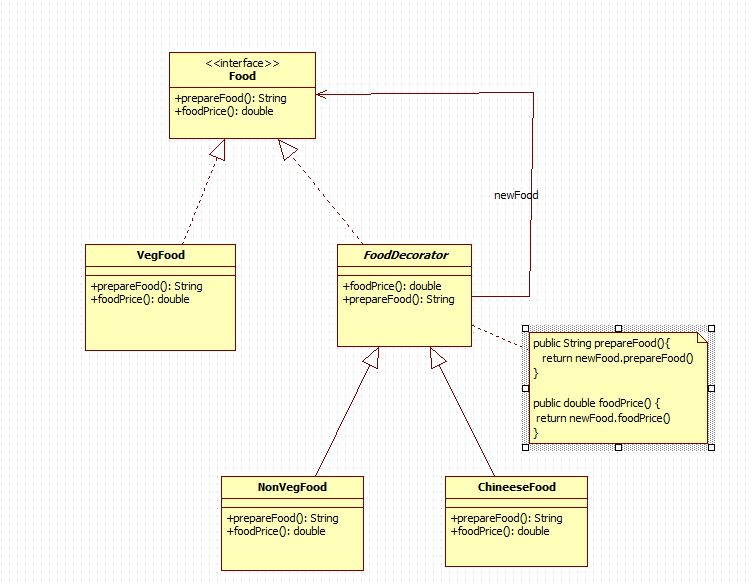 <<interface>>
Food
+prepareFood(): String
+foodPrice(): double
newFood
VegFood
+prepareFood(): String
+foodPrice(): double
FoodDecorator
+foodPrice(): double
+prepareFood(): String
public String prepareFood(){
return newFood.prepareFood()
}
public double foodPrice() {
return newFood.foodPrice()
}
NonVegFood
+prepareFood(): String
+foodPrice(): double
ChineeseFood
+prepareFood(): String
+foodPrice(): double